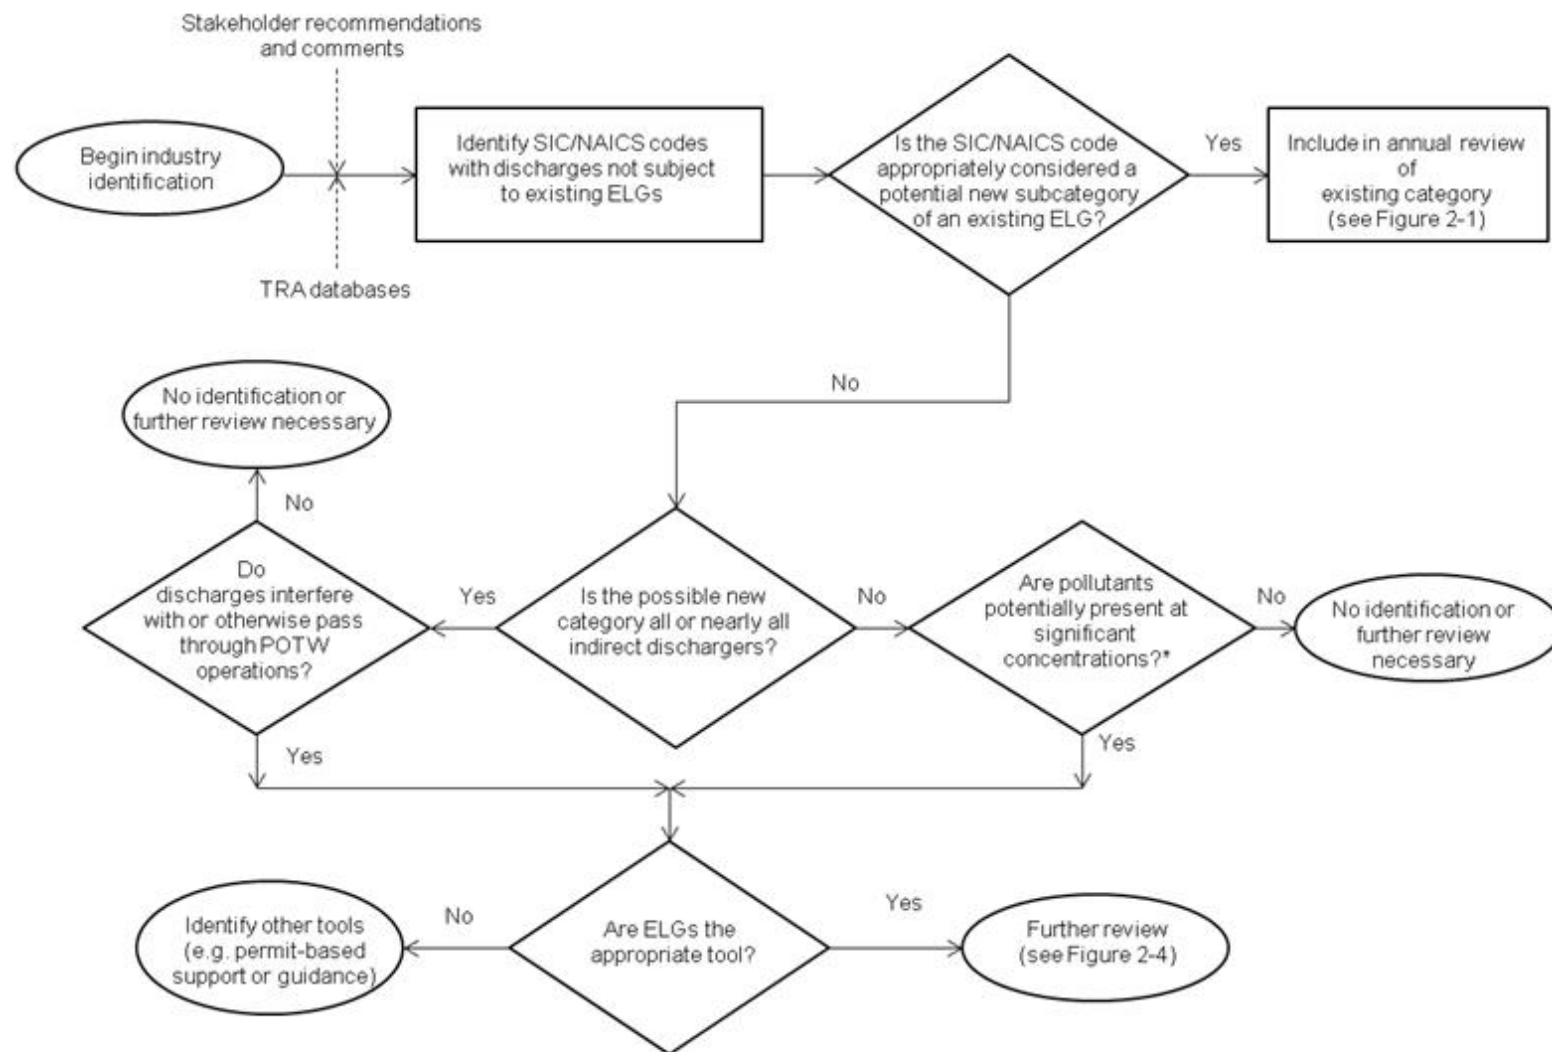 Stakeholder recommendations
and comments
Begin industry
identification
TRA databases
Identify SIC/NAICS codes
with discharges not subject
to existing ELGs
Is the SIC/NAICS code
appropriately considered a
potential new subcategory
of an existing ELG?
Yes
Include in annual review
of
existing category
(see Figure 2-1)
No
No identification or
further review necessary
No
Do
discharges interfere
with or otherwise pass
through POTW
operations?
Yes
Is the possible new
category all or nearly all
indirect dischargers?
No
Are pollutants
potentially present at
significant
concentrations?*
No
No identification or
further review
necessary
Yes
Yes
Identify other tools
(e.g. permit-based
support or guidance)
No
Are ELGs the
appropriate tool?
Yes
Further review
(see Figure 2-4)